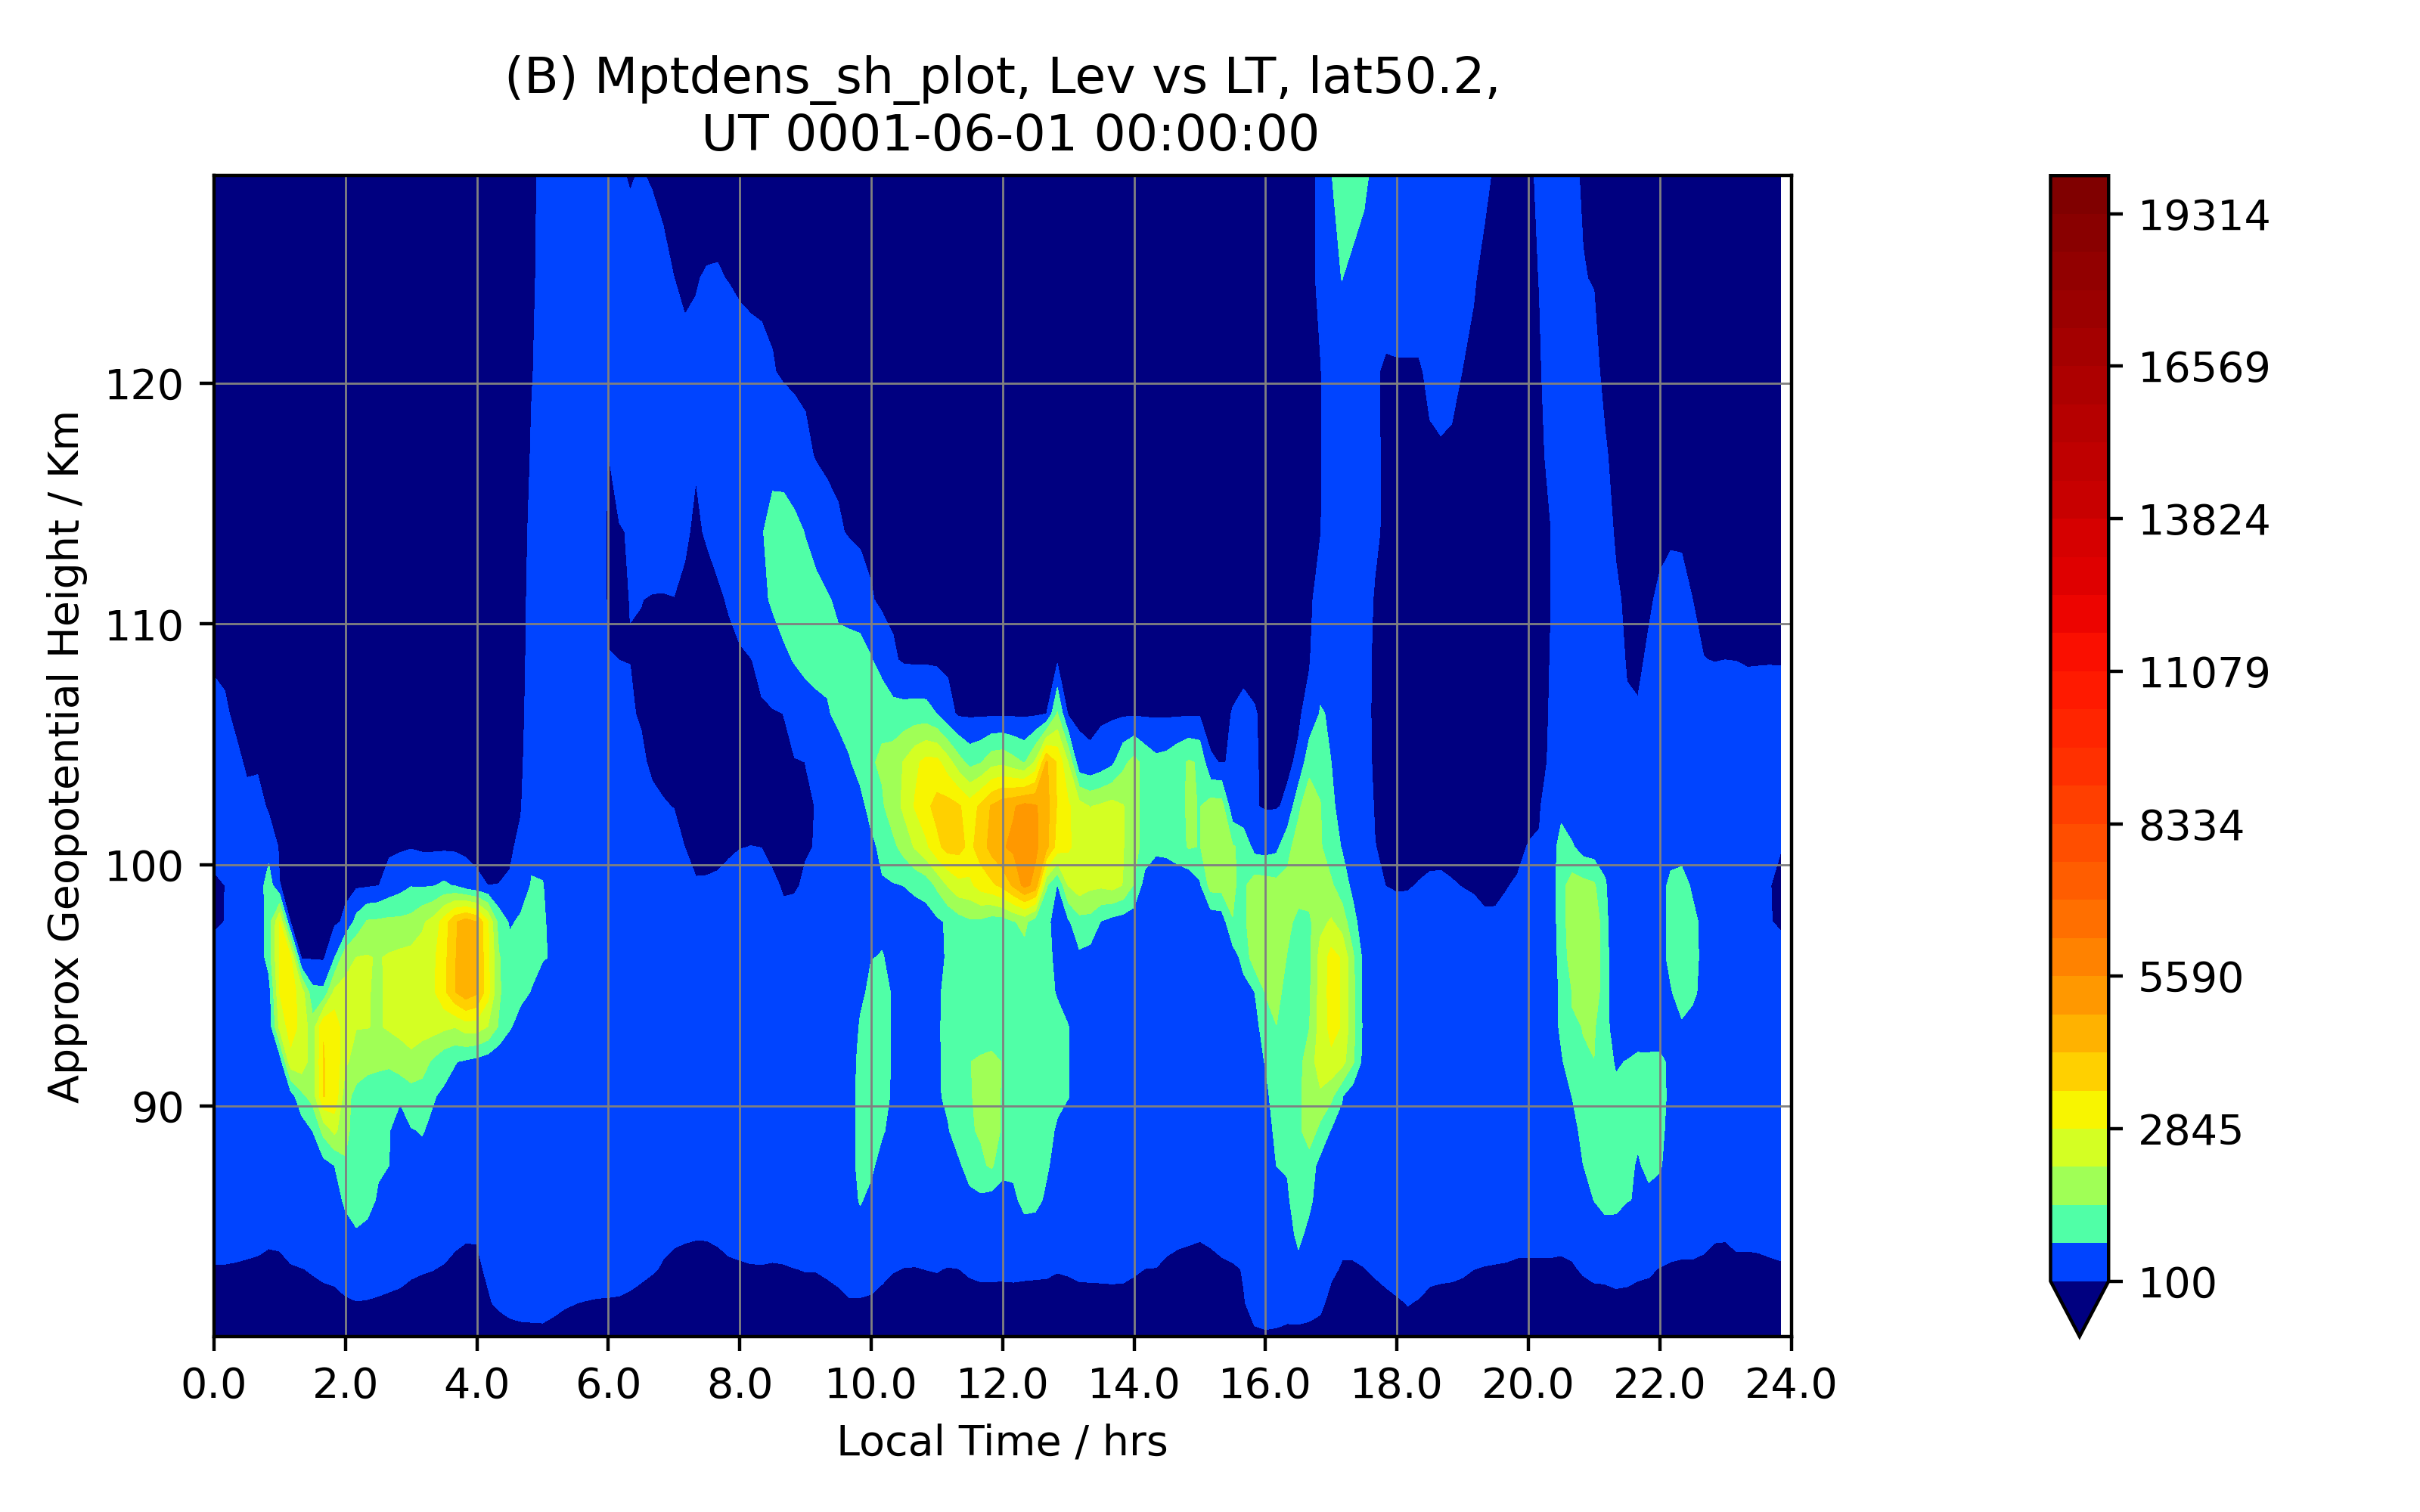 (B) Mptdens_sh_plot, Lev vs LT, lat50.2,
UT 0001-06-01 00:00:00
Approx Geopotential Height / Km
120
110
100
90
0.0 2.0 4.0 6.0 8.0 10.0 12.0 14.0 16.0 18.0 20.0 22.0 24.0
Local Time / hrs
19314
16569
13824
11079
8334
5590
2845
100